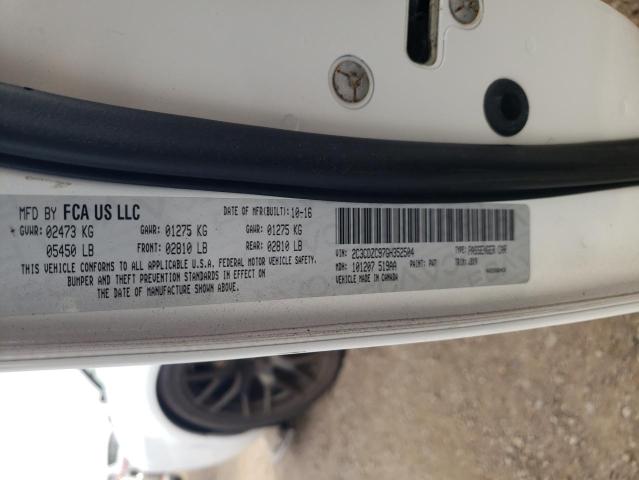 MFD BY FCA US LLC DATE OF MFR(BUILT): 10-16
GVWR: 02473 KG GAWR: 01275 KG GAWR: 01275 KG
05450 LB FRONT: 02810 LB REAR: 02810 LB
THIS VEHICLE CONFORMS TO ALL APPLICABLE U.S.A. FEDERAL MOTOR VEHICLE SAFETY,
BUMPER AND THEFT PREVENTION STANDARDS IN EFFECT ON
THE DATE OF MANUFACTURE SHOWN ABOVE.
VIN: 2C3CDZC97GH352504 TYPE: PASSENGER CAR
MDH: 101207 519AA PAINT: PW7 TRIM:
VEHICLE MADE IN CANADA